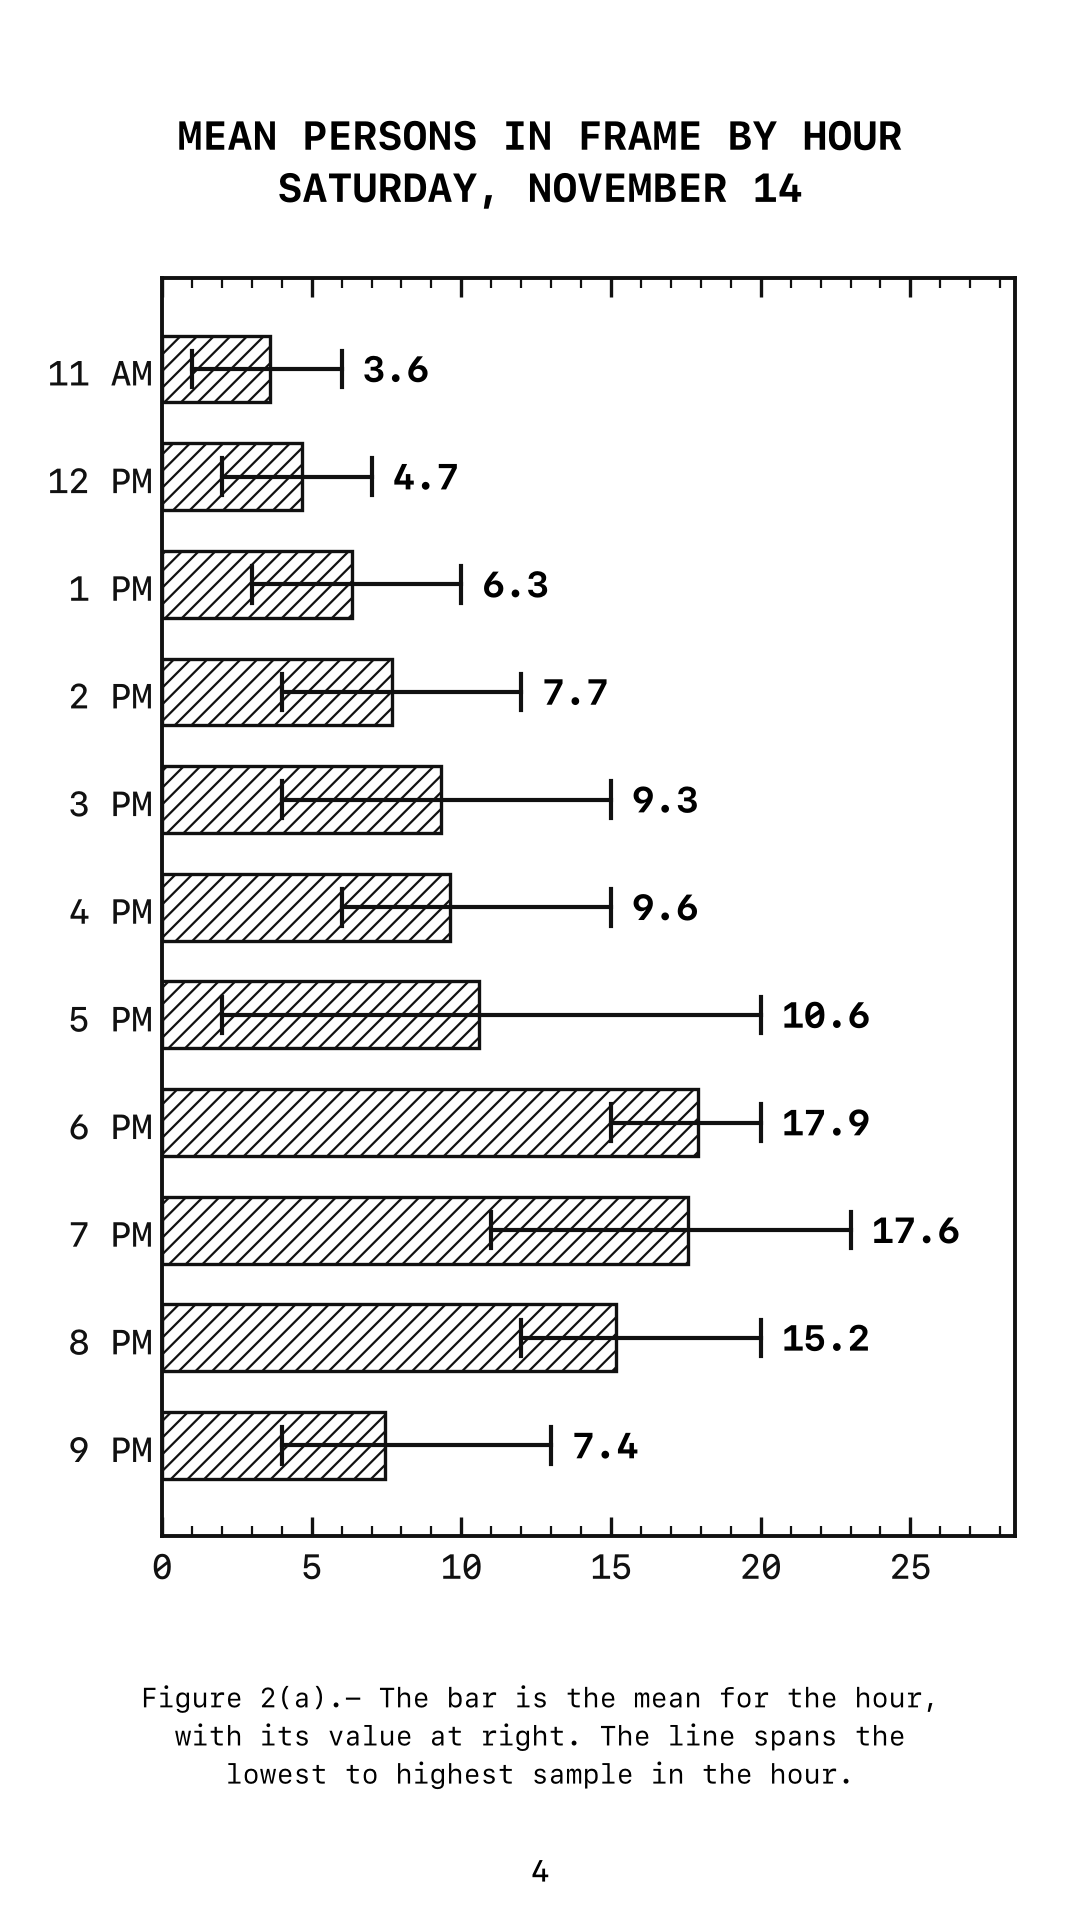 MEAN PERSONS IN FRAME BY HOUR
SATURDAY, NOVEMBER 14
11 AM 3.6
12 PM 4.7
1 PM 6.3
2 PM 7.7
3 PM 9.3
4 PM 9.6
5 PM 10.6
6 PM 17.9
7 PM 17.6
8 PM 15.2
9 PM 7.4
0 5 10 15 20 25
Figure 2(a).— The bar is the mean for the hour,
with its value at right. The line spans the
lowest to highest sample in the hour.
4